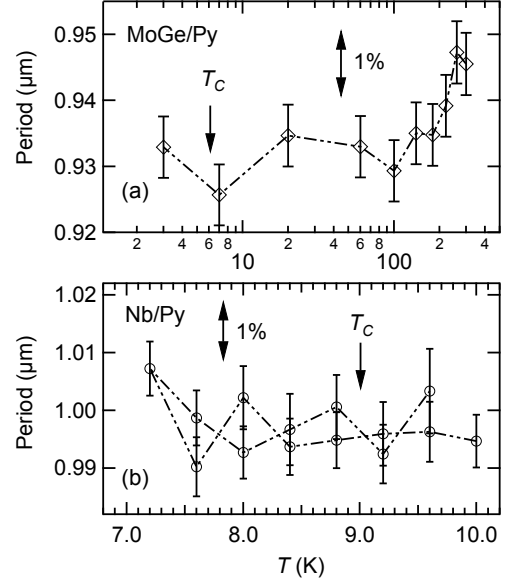 0.95
MoGe/Py
1%
T_C
0.94
Period (µm)
0.93
(a)
0.92
2 4 6 8 10 2 4 6 8 100 2 4
1.02
Nb/Py
1%
T_C
1.01
Period (µm)
1.00
0.99
(b)
7.0 8.0 9.0 10.0
T (K)